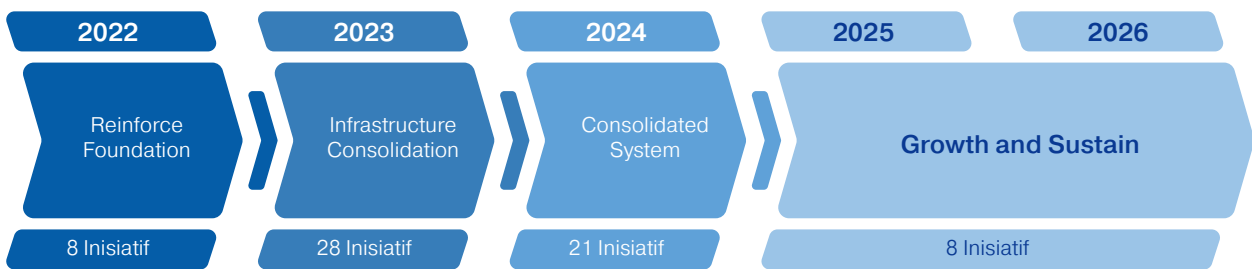 2022
2023
2024
2025
2026
Reinforce
Foundation
Infrastructure
Consolidation
Consolidated
System
Growth and Sustain
8 Inisiatif
28 Inisiatif
21 Inisiatif
8 Inisiatif